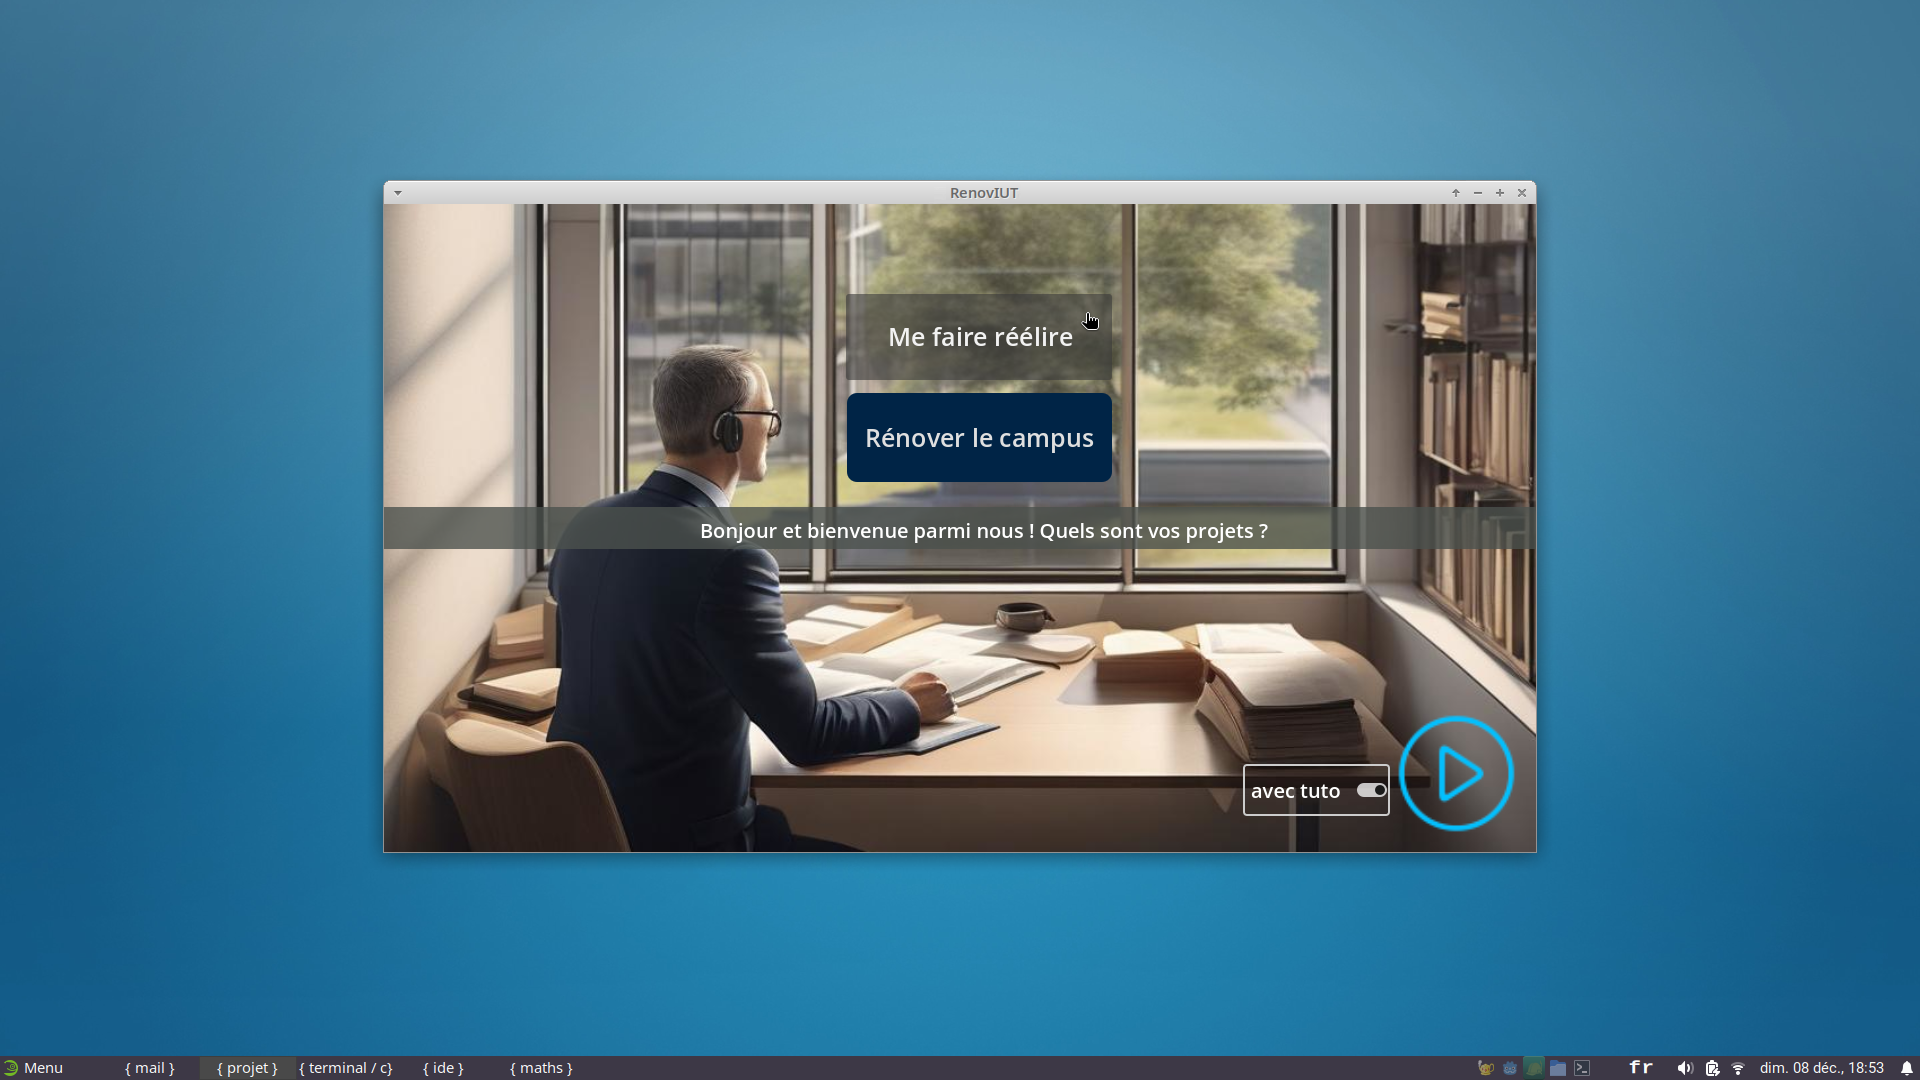 RenovIUT
Me faire réélire
Rénover le campus
Bonjour et bienvenue parmi nous ! Quels sont vos projets ?
avec tuto
Menu { mail } { projet } { terminal / c} { ide } { maths } fr dim. 08 déc., 18:53